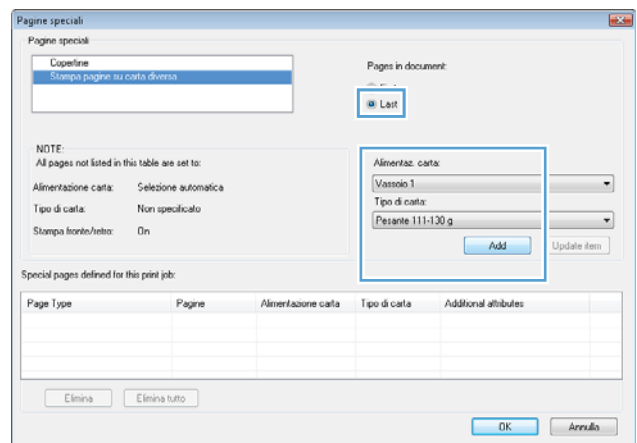 Pagine speciali
Pagine speciali
Copertine
Stampa pagine su carta diversa
Pages in document:
Last
NOTE:
All pages not listed in this table are set to:
Alimentazione carta: Selezione automatica
Tipo di carta: Non specificato
Stampa fronte/retro: On
Alimentaz. carta:
Vassoio 1
Tipo di carta:
Pesante 111-130 g
Add Update item
Special pages defined for this print job:
Page Type Pagine Alimentazione carta Tipo di carta Additional attributes
Elimina Elimina tutto
OK Annulla